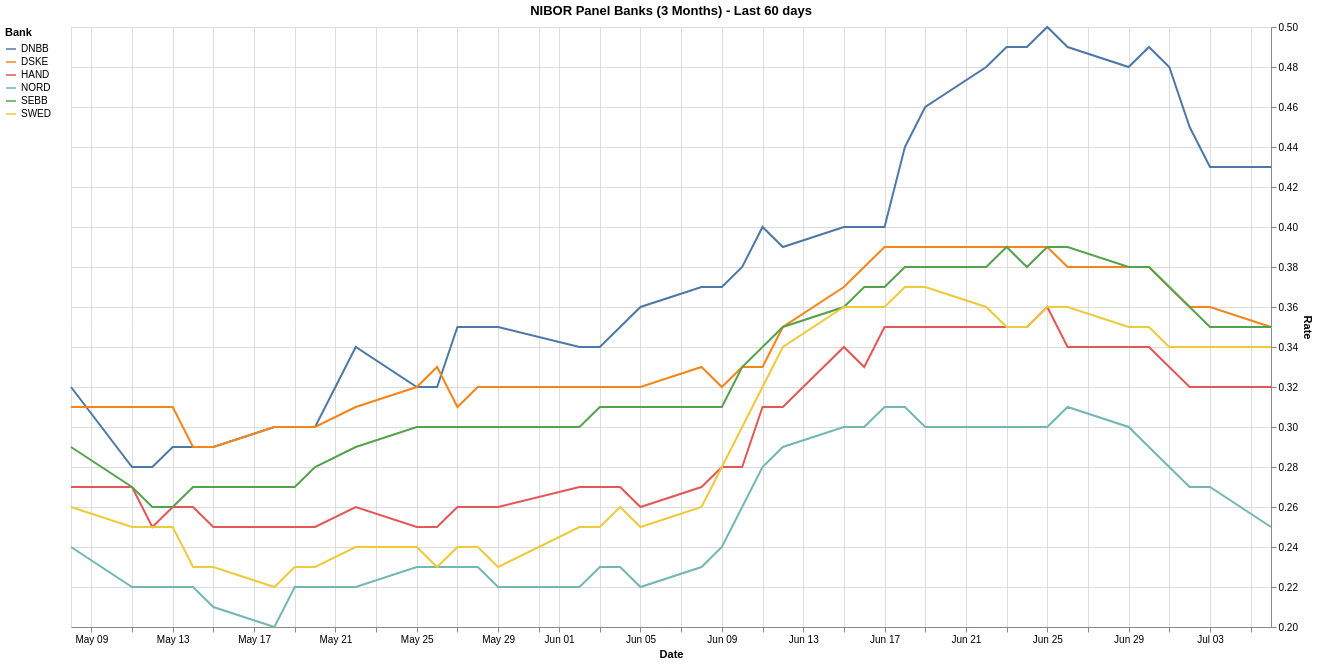 NIBOR Panel Banks (3 Months) - Last 60 days
Bank
DNBB
DSKE
HAND
NORD
SEBB
SWED
0.50
0.48
0.46
0.44
0.42
0.40
0.38
0.36
0.34
0.32
0.30
0.28
0.26
0.24
0.22
0.20
Rate
May 09 May 13 May 17 May 21 May 25 May 29 Jun 01 Jun 05 Jun 09 Jun 13 Jun 17 Jun 21 Jun 25 Jun 29 Jul 03
Date